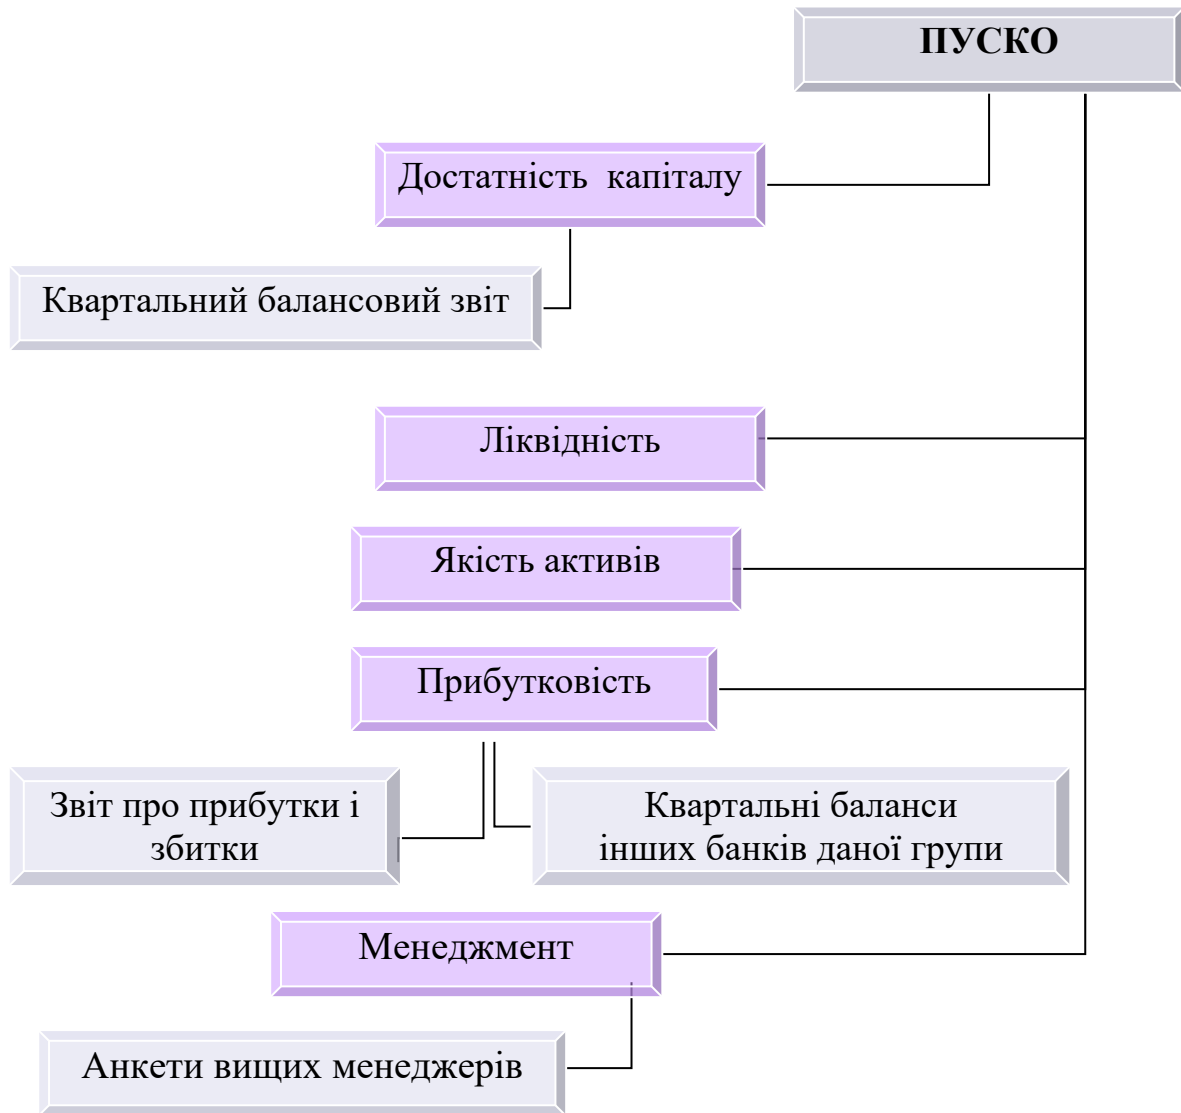 ПУСКО
Достатність капіталу
Квартальний балансовий звіт
Ліквідність
Якість активів
Прибутковість
Звіт про прибутки і
збитки
Квартальні баланси
інших банків даної групи
Менеджмент
Анкети вищих менеджерів